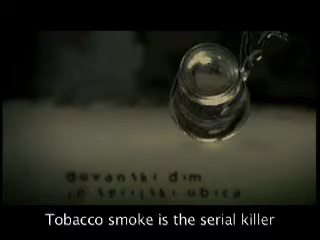 duvanski dim
je serijski ubica
Tobacco smoke is the serial killer